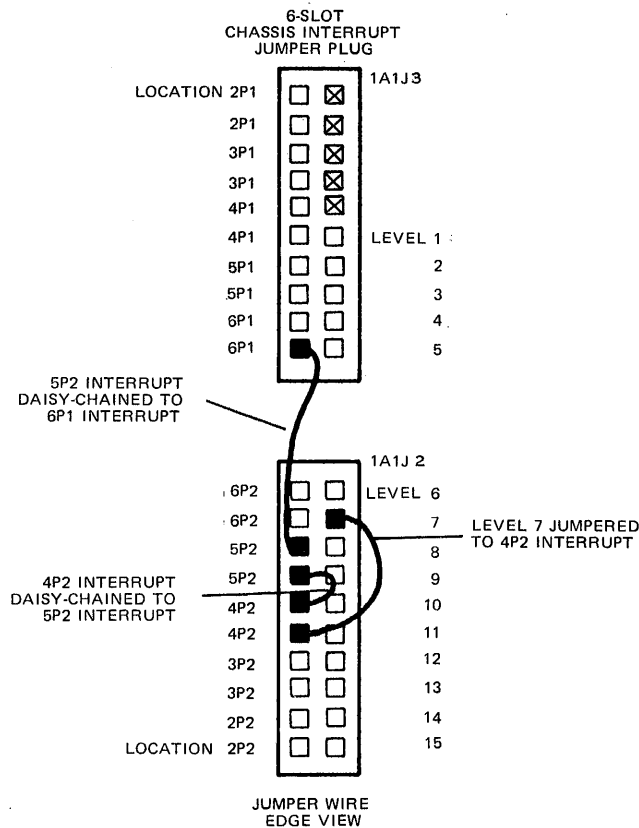 6-SLOT
CHASSIS INTERRUPT
JUMPER PLUG
1A1J3
LOCATION 2P1
2P1
3P1
3P1
4P1
4P1 LEVEL 1
5P1 2
5P1 3
6P1 4
6P1 5
5P2 INTERRUPT
DAISY-CHAINED TO
6P1 INTERRUPT
1A1J 2
6P2 LEVEL 6
6P2 7
LEVEL 7 JUMPERED
TO 4P2 INTERRUPT
5P2 8
5P2 9
4P2 INTERRUPT
DAISY-CHAINED TO
5P2 INTERRUPT
4P2 10
4P2 11
3P2 12
3P2 13
2P2 14
LOCATION 2P2 15
JUMPER WIRE
EDGE VIEW